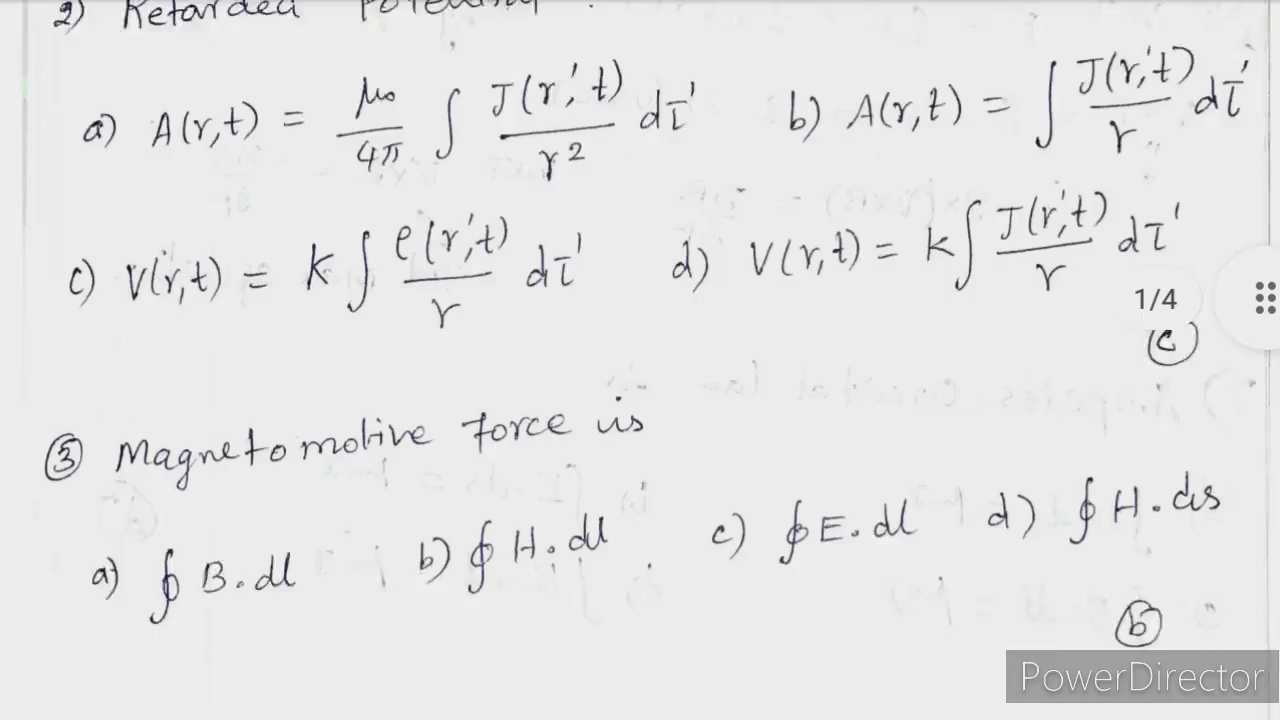 2) Retarded Potential :
a) A(r,t) = μ₀/4π ∫ J(r′,t)/r² dτ′ b) A(r,t) = ∫ J(r′,t)/r dτ′
c) V(r,t) = k ∫ ρ(r′,t)/r dτ′ d) V(r,t) = k ∫ J(r′,t)/r dτ′
1/4
(c)
③ Magnetomotive force is
a) ∮ B.dl b) ∮ H.dl c) ∮ E.dl d) ∮ H.ds
(b)
PowerDirector